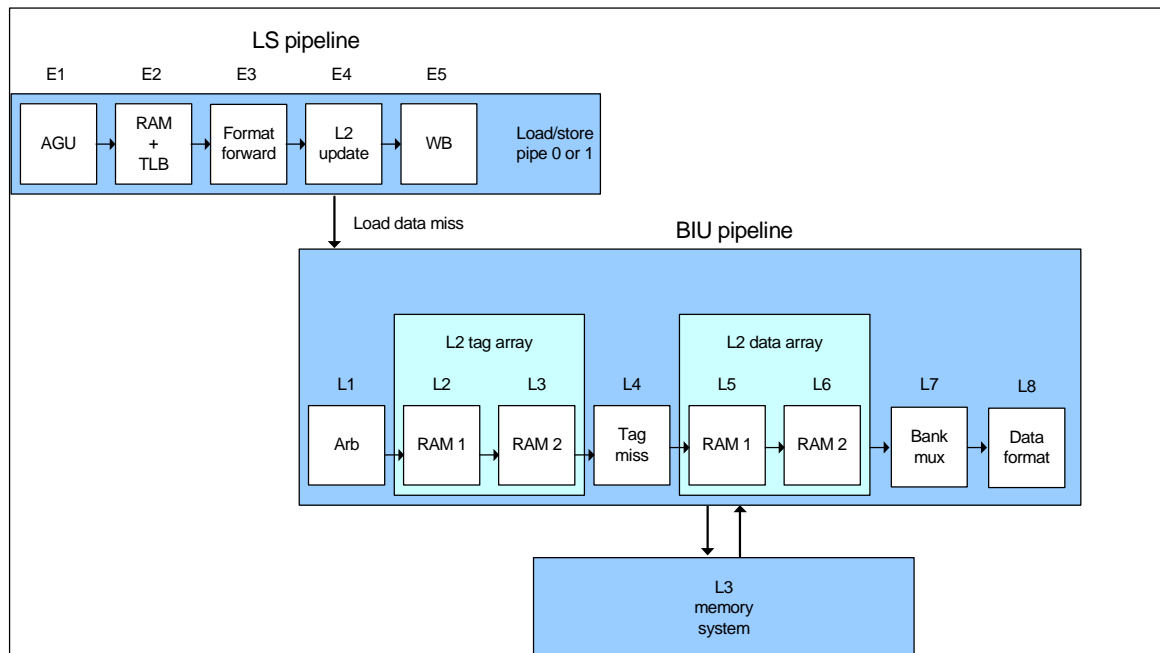 LS pipeline
E1 E2 E3 E4 E5
AGU
RAM
+
TLB
Format
forward
L2
update
WB
Load/store
pipe 0 or 1
Load data miss
BIU pipeline
L2 tag array
L2 data array
L1 L2 L3 L4 L5 L6 L7 L8
Arb
RAM 1
RAM 2
Tag
miss
RAM 1
RAM 2
Bank
mux
Data
format
L3
memory
system